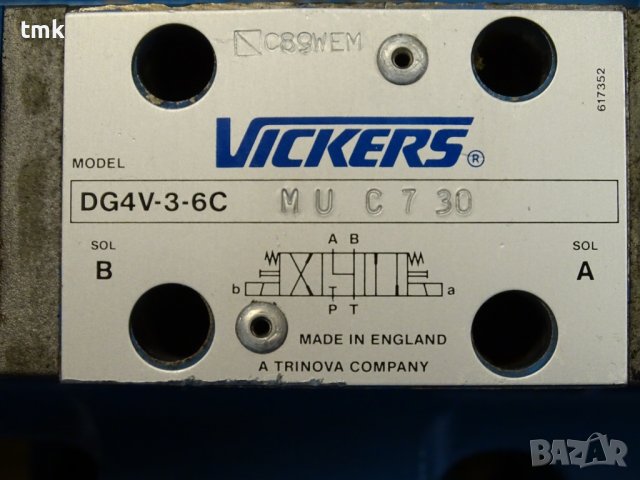 tmk
C89WEM
617352
VICKERS®
MODEL
DG4V-3-6C M U C 7 30
SOL B
SOL A
A B
b a
P T
MADE IN ENGLAND
A TRINOVA COMPANY
BAZAR